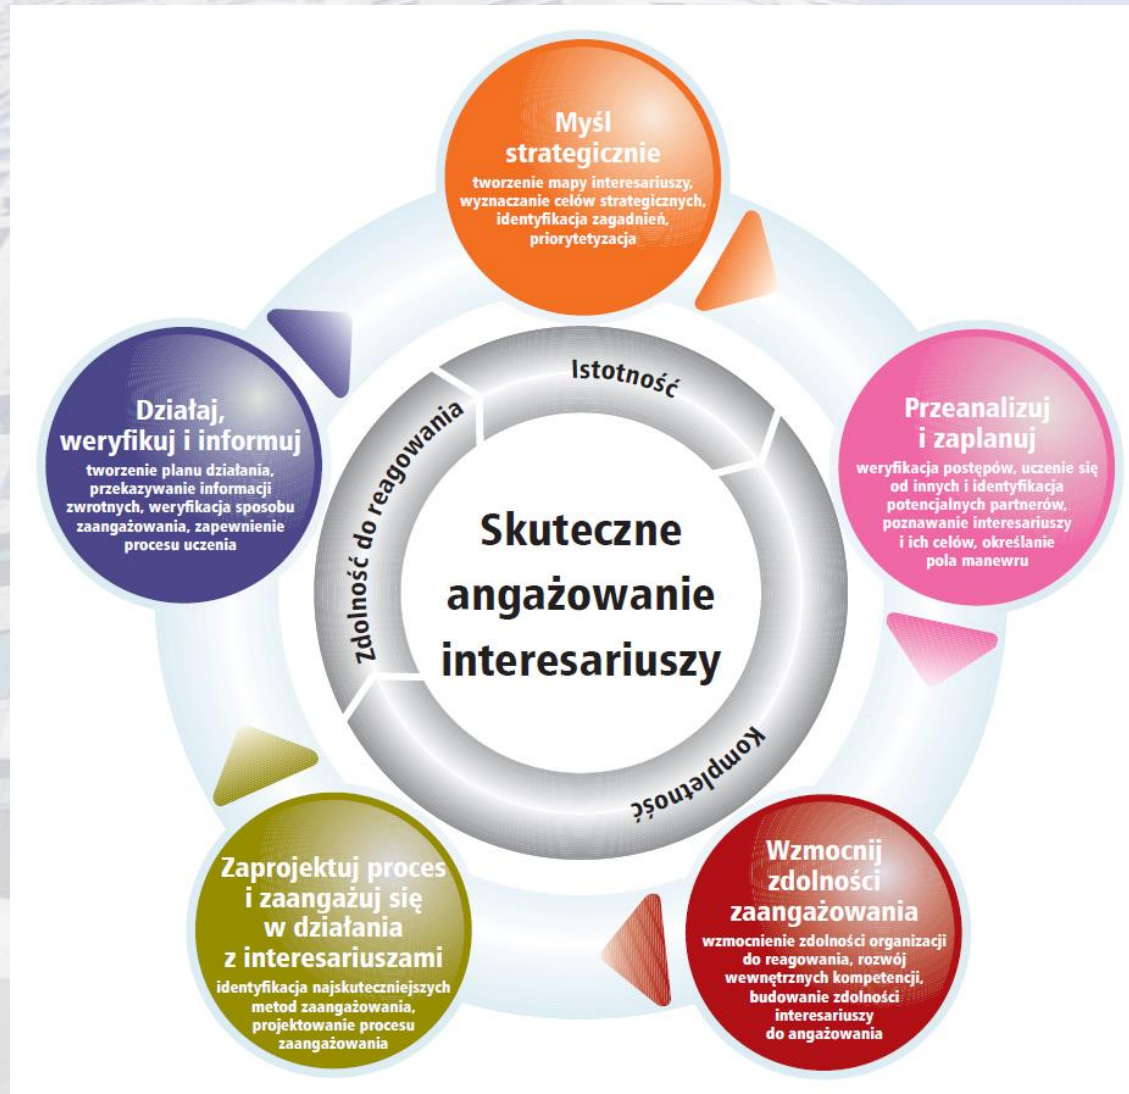 Myśl
strategicznie
tworzenie mapy interesariuszy,
wyznaczanie celów strategicznych,
identyfikacja zagadnień,
priorytetyzacja
Przeanalizuj
i zaplanuj
weryfikacja postępów, uczenie się
od innych i identyfikacja
potencjalnych partnerów,
poznawanie interesariuszy
i ich celów, określanie
pola manewru
Wzmocnij
zdolności
zaangażowania
wzmocnienie zdolności organizacji
do reagowania, rozwój
wewnętrznych kompetencji,
budowanie zdolności
interesariuszy
do angażowania
Zaprojektuj proces
i zaangażuj się
w działania
z interesariuszami
identyfikacja najskuteczniejszych
metod zaangażowania,
projektowanie procesu
zaangażowania
Działaj,
weryfikuj i informuj
tworzenie planu działania,
przekazywanie informacji
zwrotnych, weryfikacja sposobu
zaangażowania, zapewnienie
procesu uczenia
Istotność
Kompletność
Zdolność do reagowania
Skuteczne
angażowanie
interesariuszy